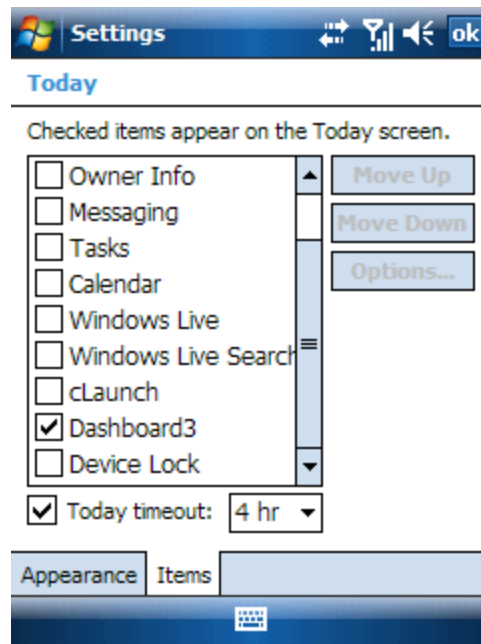 Settings ok
Today
Checked items appear on the Today screen.
Owner Info
Messaging
Tasks
Calendar
Windows Live
Windows Live Search
cLaunch
Dashboard3
Device Lock
Move Up
Move Down
Options...
Today timeout: 4 hr
Appearance Items